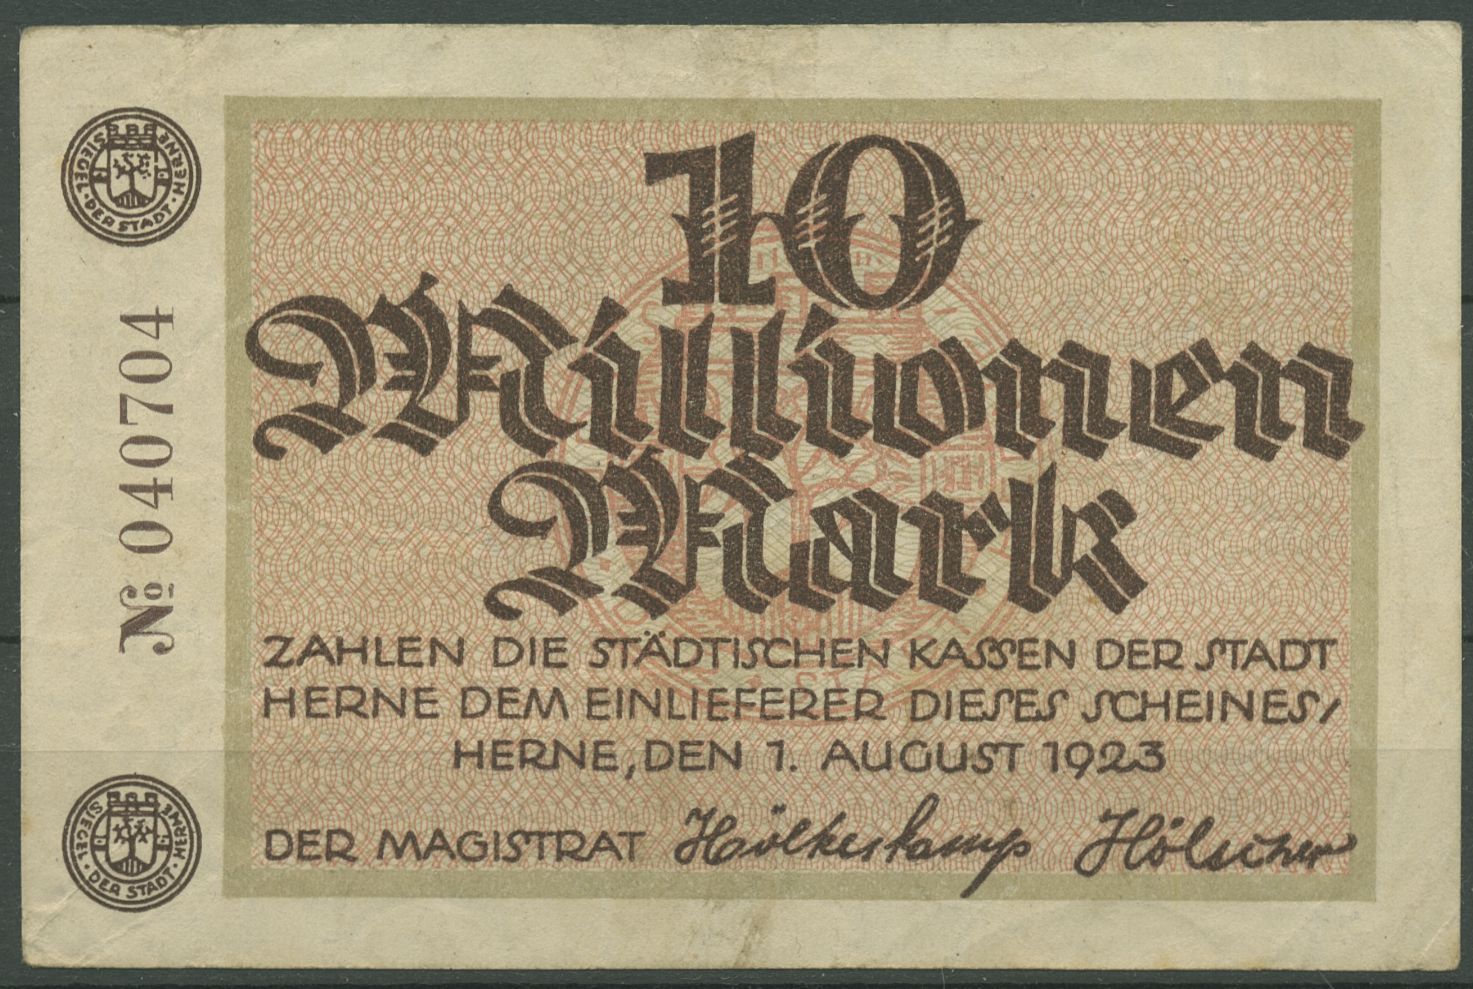 SIEGEL · DER STADT · HERNE
№ 040704
SIEGEL · DER STADT · HERNE
10
Millionen
Mark
ZAHLEN DIE STÄDTISCHEN KASSEN DER STADT
HERNE DEM EINLIEFERER DIESES SCHEINES/
HERNE, DEN 1. AUGUST 1923
DER MAGISTRAT Hölscher